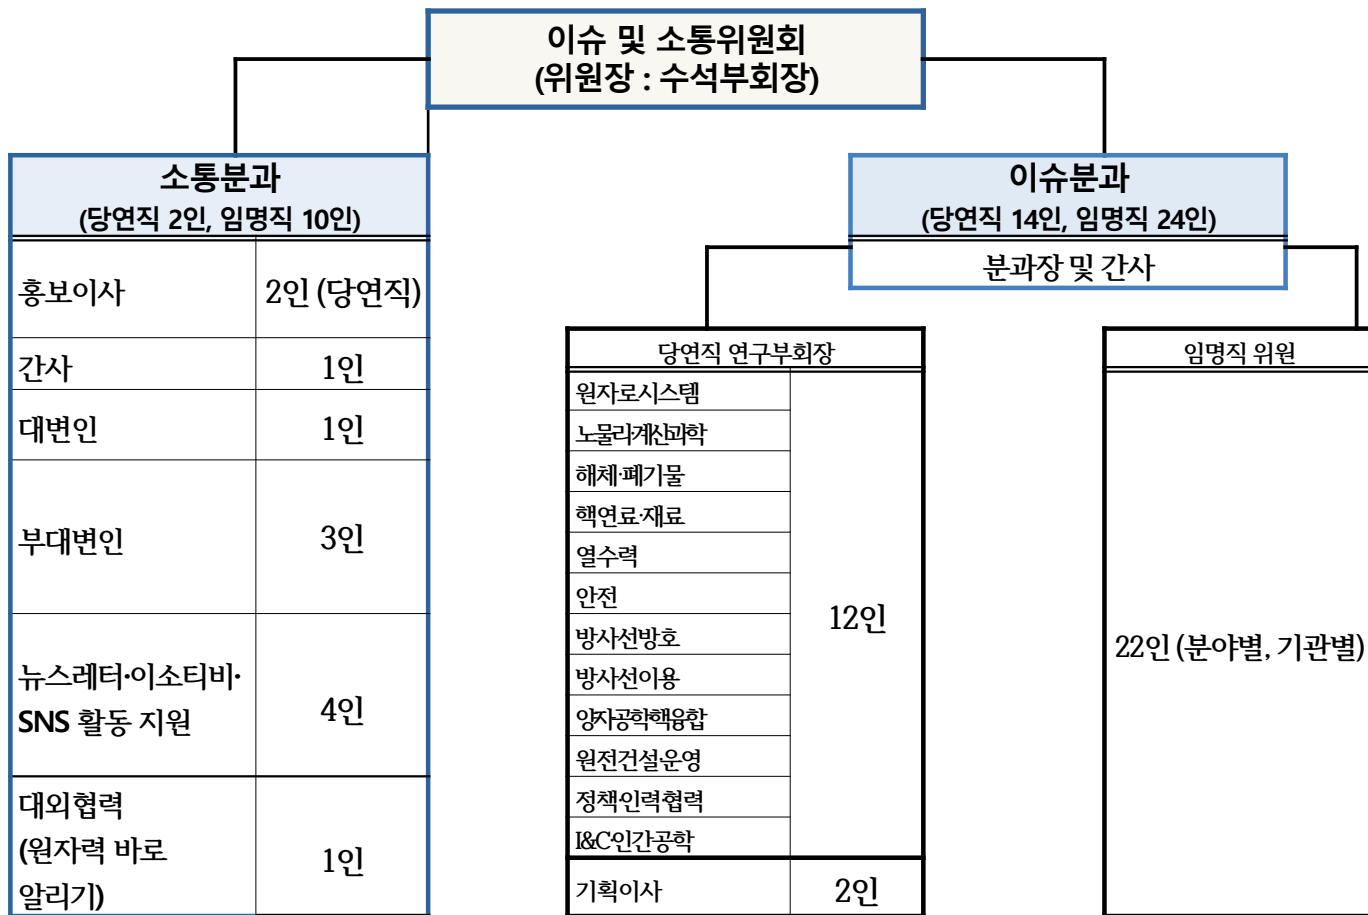 이슈 및 소통위원회
(위원장 : 수석부회장)
소통분과
(당연직 2인, 임명직 10인)
홍보이사 2인 (당연직)
간사 1인
대변인 1인
부대변인 3인
뉴스레터·이소티비·
SNS 활동 지원 4인
대외협력
(원자력 바로
알리기) 1인
이슈분과
(당연직 14인, 임명직 24인)
분과장 및 간사
당연직 연구부회장
원자로시스템
노물리·계산과학
해체·폐기물
핵연료·재료
열수력
안전
방사선방호
방사선이용
양자공학·핵융합
원전건설·운영
정책·인력·협력
I&C·인간공학
12인
기획이사 2인
임명직 위원
22인 (분야별, 기관별)